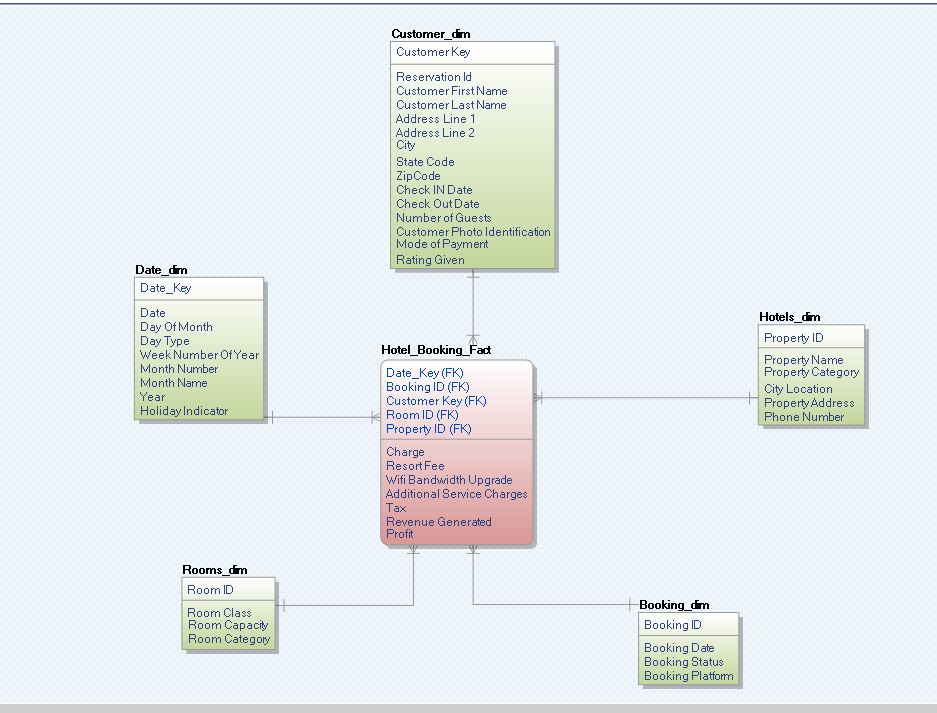 Customer_dim
Customer Key
Reservation Id
Customer First Name
Customer Last Name
Address Line 1
Address Line 2
City
State Code
ZipCode
Check IN Date
Check Out Date
Number of Guests
Customer Photo Identification
Mode of Payment
Rating Given
Date_dim
Date_Key
Date
Day Of Month
Day Type
Week Number Of Year
Month Number
Month Name
Year
Holiday Indicator
Hotel_Booking_Fact
Date_Key (FK)
Booking ID (FK)
Customer Key (FK)
Room ID (FK)
Property ID (FK)
Charge
Resort Fee
Wifi Bandwidth Upgrade
Additional Service Charges
Tax
Revenue Generated
Profit
Hotels_dim
Property ID
Property Name
Property Category
City Location
Property Address
Phone Number
Rooms_dim
Room ID
Room Class
Room Capacity
Room Category
Booking_dim
Booking ID
Booking Date
Booking Status
Booking Platform